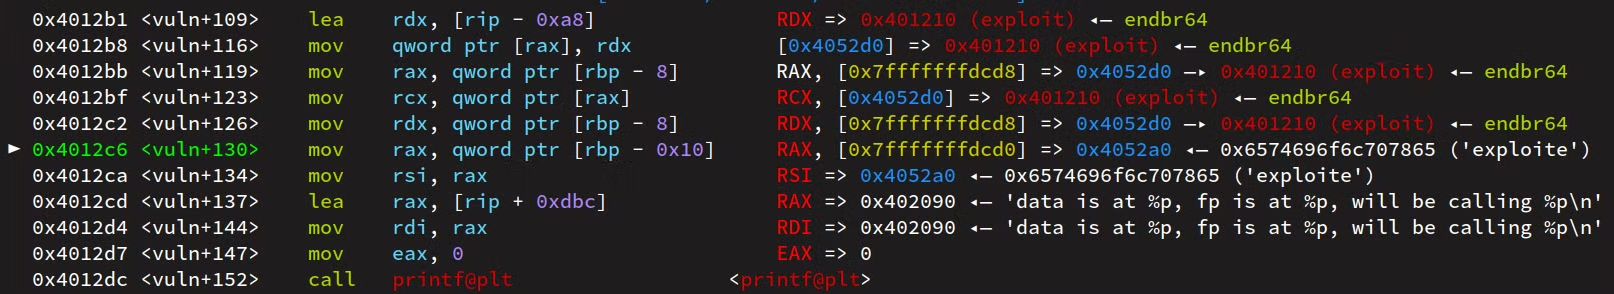 0x4012b1 <vuln+109> lea rdx, [rip - 0xa8] RDX => 0x401210 (exploit) ◂— endbr64
0x4012b8 <vuln+116> mov qword ptr [rax], rdx [0x4052d0] => 0x401210 (exploit) ◂— endbr64
0x4012bb <vuln+119> mov rax, qword ptr [rbp - 8] RAX, [0x7fffffffdcd8] => 0x4052d0 —▸ 0x401210 (exploit) ◂— endbr64
0x4012bf <vuln+123> mov rcx, qword ptr [rax] RCX, [0x4052d0] => 0x401210 (exploit) ◂— endbr64
0x4012c2 <vuln+126> mov rdx, qword ptr [rbp - 8] RDX, [0x7fffffffdcd8] => 0x4052d0 —▸ 0x401210 (exploit) ◂— endbr64
► 0x4012c6 <vuln+130> mov rax, qword ptr [rbp - 0x10] RAX, [0x7fffffffdcd0] => 0x4052a0 ◂— 0x6574696f6c707865 ('exploite')
0x4012ca <vuln+134> mov rsi, rax RSI => 0x4052a0 ◂— 0x6574696f6c707865 ('exploite')
0x4012cd <vuln+137> lea rax, [rip + 0xdbc] RAX => 0x402090 ◂— 'data is at %p, fp is at %p, will be calling %p\n'
0x4012d4 <vuln+144> mov rdi, rax RDI => 0x402090 ◂— 'data is at %p, fp is at %p, will be calling %p\n'
0x4012d7 <vuln+147> mov eax, 0 EAX => 0
0x4012dc <vuln+152> call printf@plt <printf@plt>